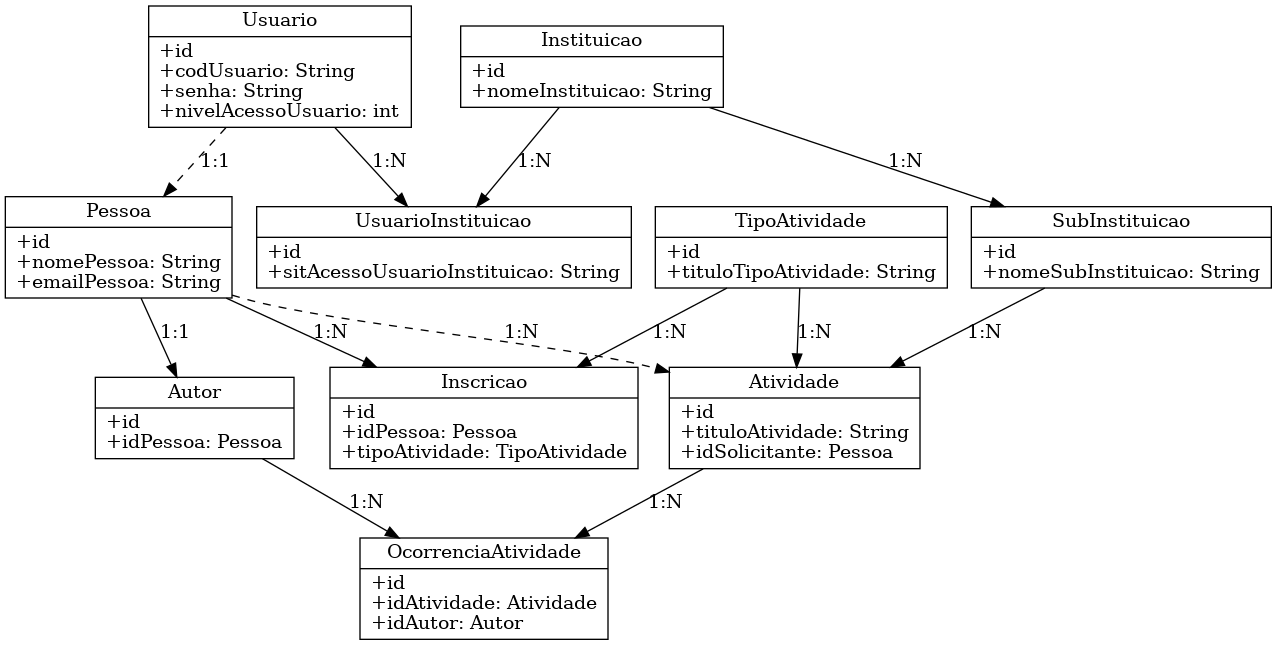 Usuario
+id
+codUsuario: String
+senha: String
+nivelAcessoUsuario: int
Instituicao
+id
+nomeInstituicao: String
1:1
1:N
1:N
1:N
Pessoa
+id
+nomePessoa: String
+emailPessoa: String
UsuarioInstituicao
+id
+sitAcessoUsuarioInstituicao: String
TipoAtividade
+id
+tituloTipoAtividade: String
SubInstituicao
+id
+nomeSubInstituicao: String
1:1
1:N
1:N
1:N
1:N
1:N
Autor
+id
+idPessoa: Pessoa
Inscricao
+id
+idPessoa: Pessoa
+tipoAtividade: TipoAtividade
Atividade
+id
+tituloAtividade: String
+idSolicitante: Pessoa
1:N
1:N
OcorrenciaAtividade
+id
+idAtividade: Atividade
+idAutor: Autor